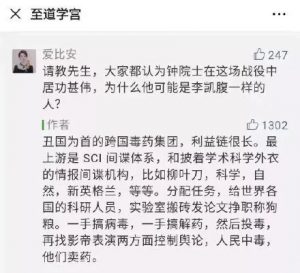 至道学宫
爱比安
247
请教先生，大家都认为钟院士在这场战役中
居功甚伟，为什么他可能是李凯腹一样的
人？
作者
1302
丑国为首的跨国毒药集团，利益链很长。最
上游是 SCI 间谍体系，和披着学术科学外衣
的情报间谍机构，比如柳叶刀，科学，自
然，新英格兰，等等。分配任务，给世界各
国的科研人员，实验室搬砖发论文挣职称狗
粮。一手搞病毒，一手搞解药，然后投毒，
再找影帝表演两方面控制舆论，人民中毒，
他们卖药。